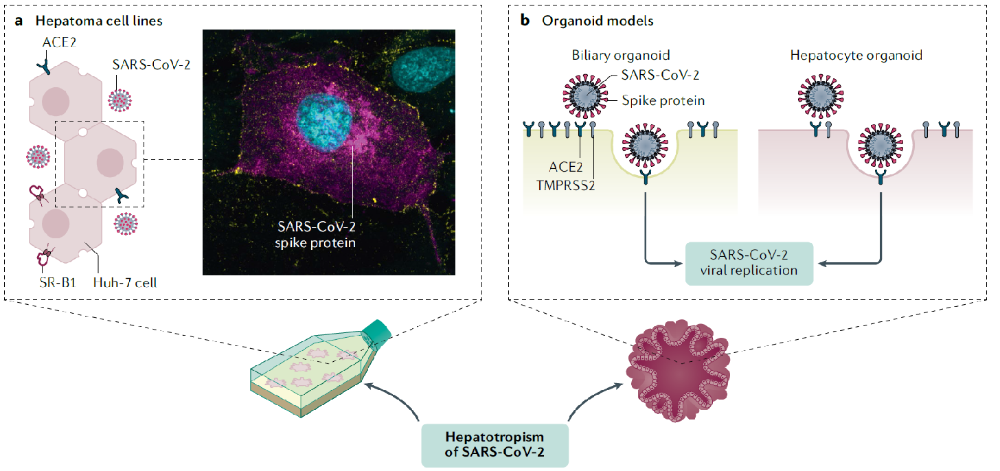 a Hepatoma cell lines
ACE2
SARS-CoV-2
SARS-CoV-2
spike protein
SR-B1
Huh-7 cell
b Organoid models
Biliary organoid
Hepatocyte organoid
SARS-CoV-2
Spike protein
ACE2
TMPRSS2
SARS-CoV-2
viral replication
Hepatotropism
of SARS-CoV-2